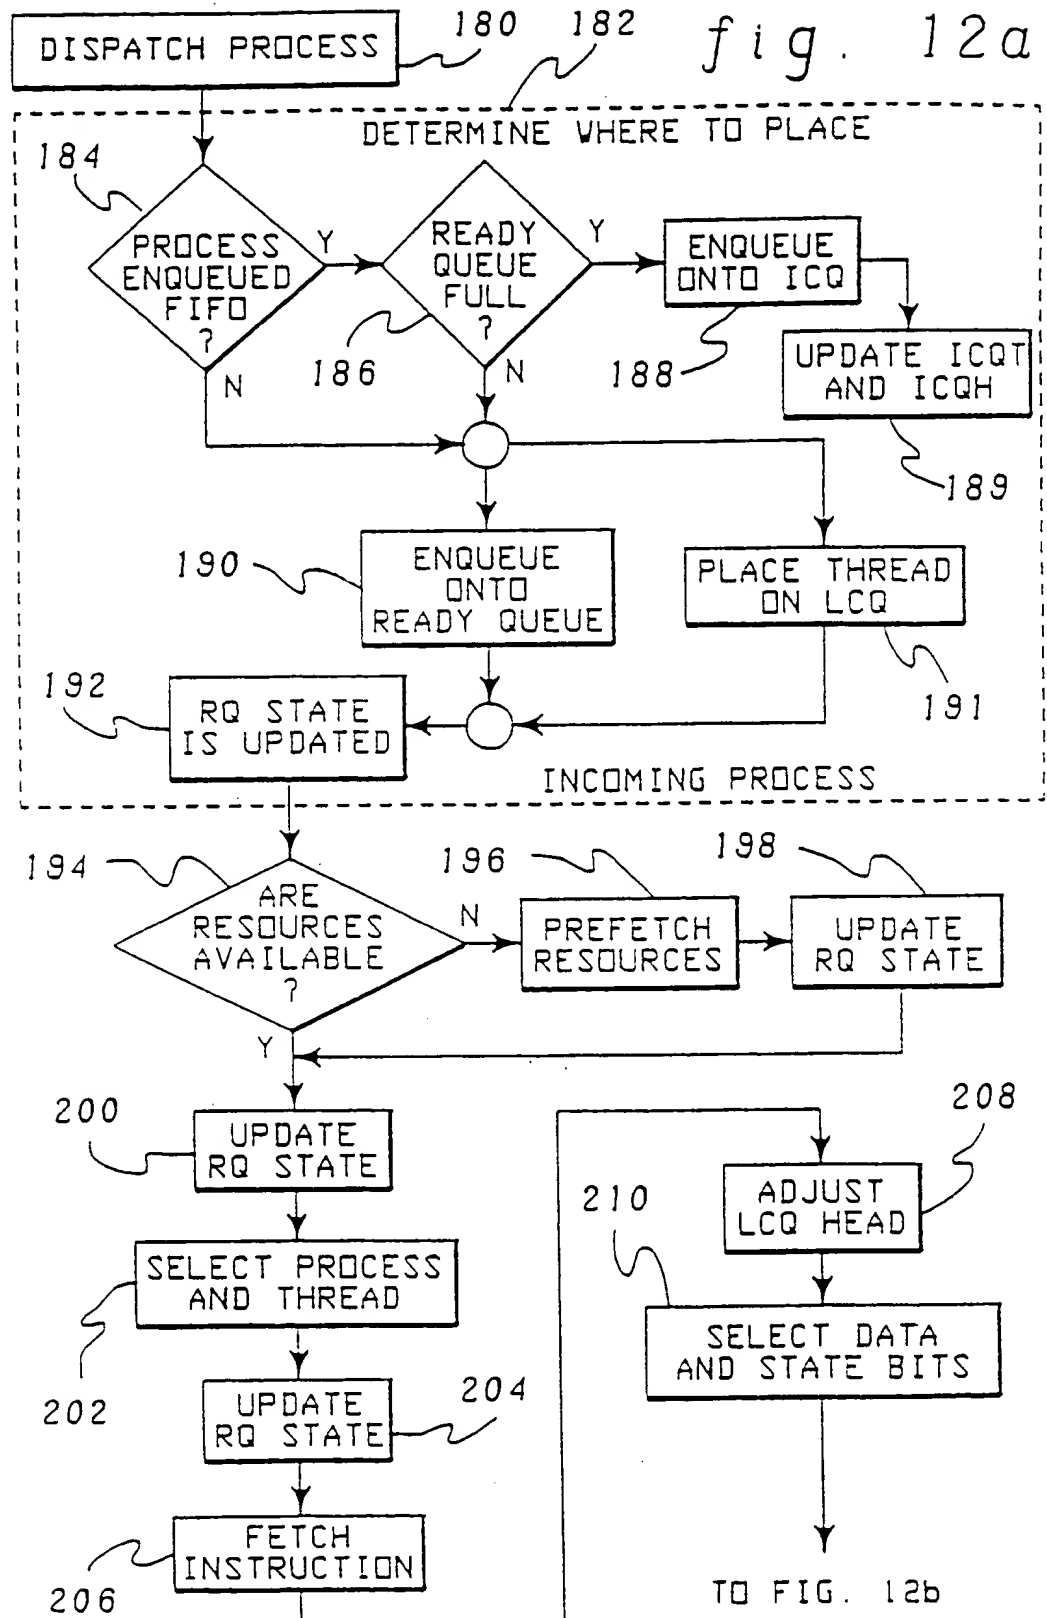 fig. 12a
DISPATCH PROCESS
180
182
DETERMINE WHERE TO PLACE
184
PROCESS
ENQUEUED
FIFO
?
Y
N
READY
QUEUE
FULL
?
186
Y
N
ENQUEUE
ONTO ICQ
188
UPDATE ICQT
AND ICQH
189
190
ENQUEUE
ONTO
READY QUEUE
PLACE THREAD
ON LCQ
191
192
RQ STATE
IS UPDATED
INCOMING PROCESS
194
ARE
RESOURCES
AVAILABLE
?
N
Y
196
PREFETCH
RESOURCES
198
UPDATE
RQ STATE
200
UPDATE
RQ STATE
SELECT PROCESS
AND THREAD
202
UPDATE
RQ STATE
204
FETCH
INSTRUCTION
206
208
ADJUST
LCQ HEAD
210
SELECT DATA
AND STATE BITS
TO FIG. 12b